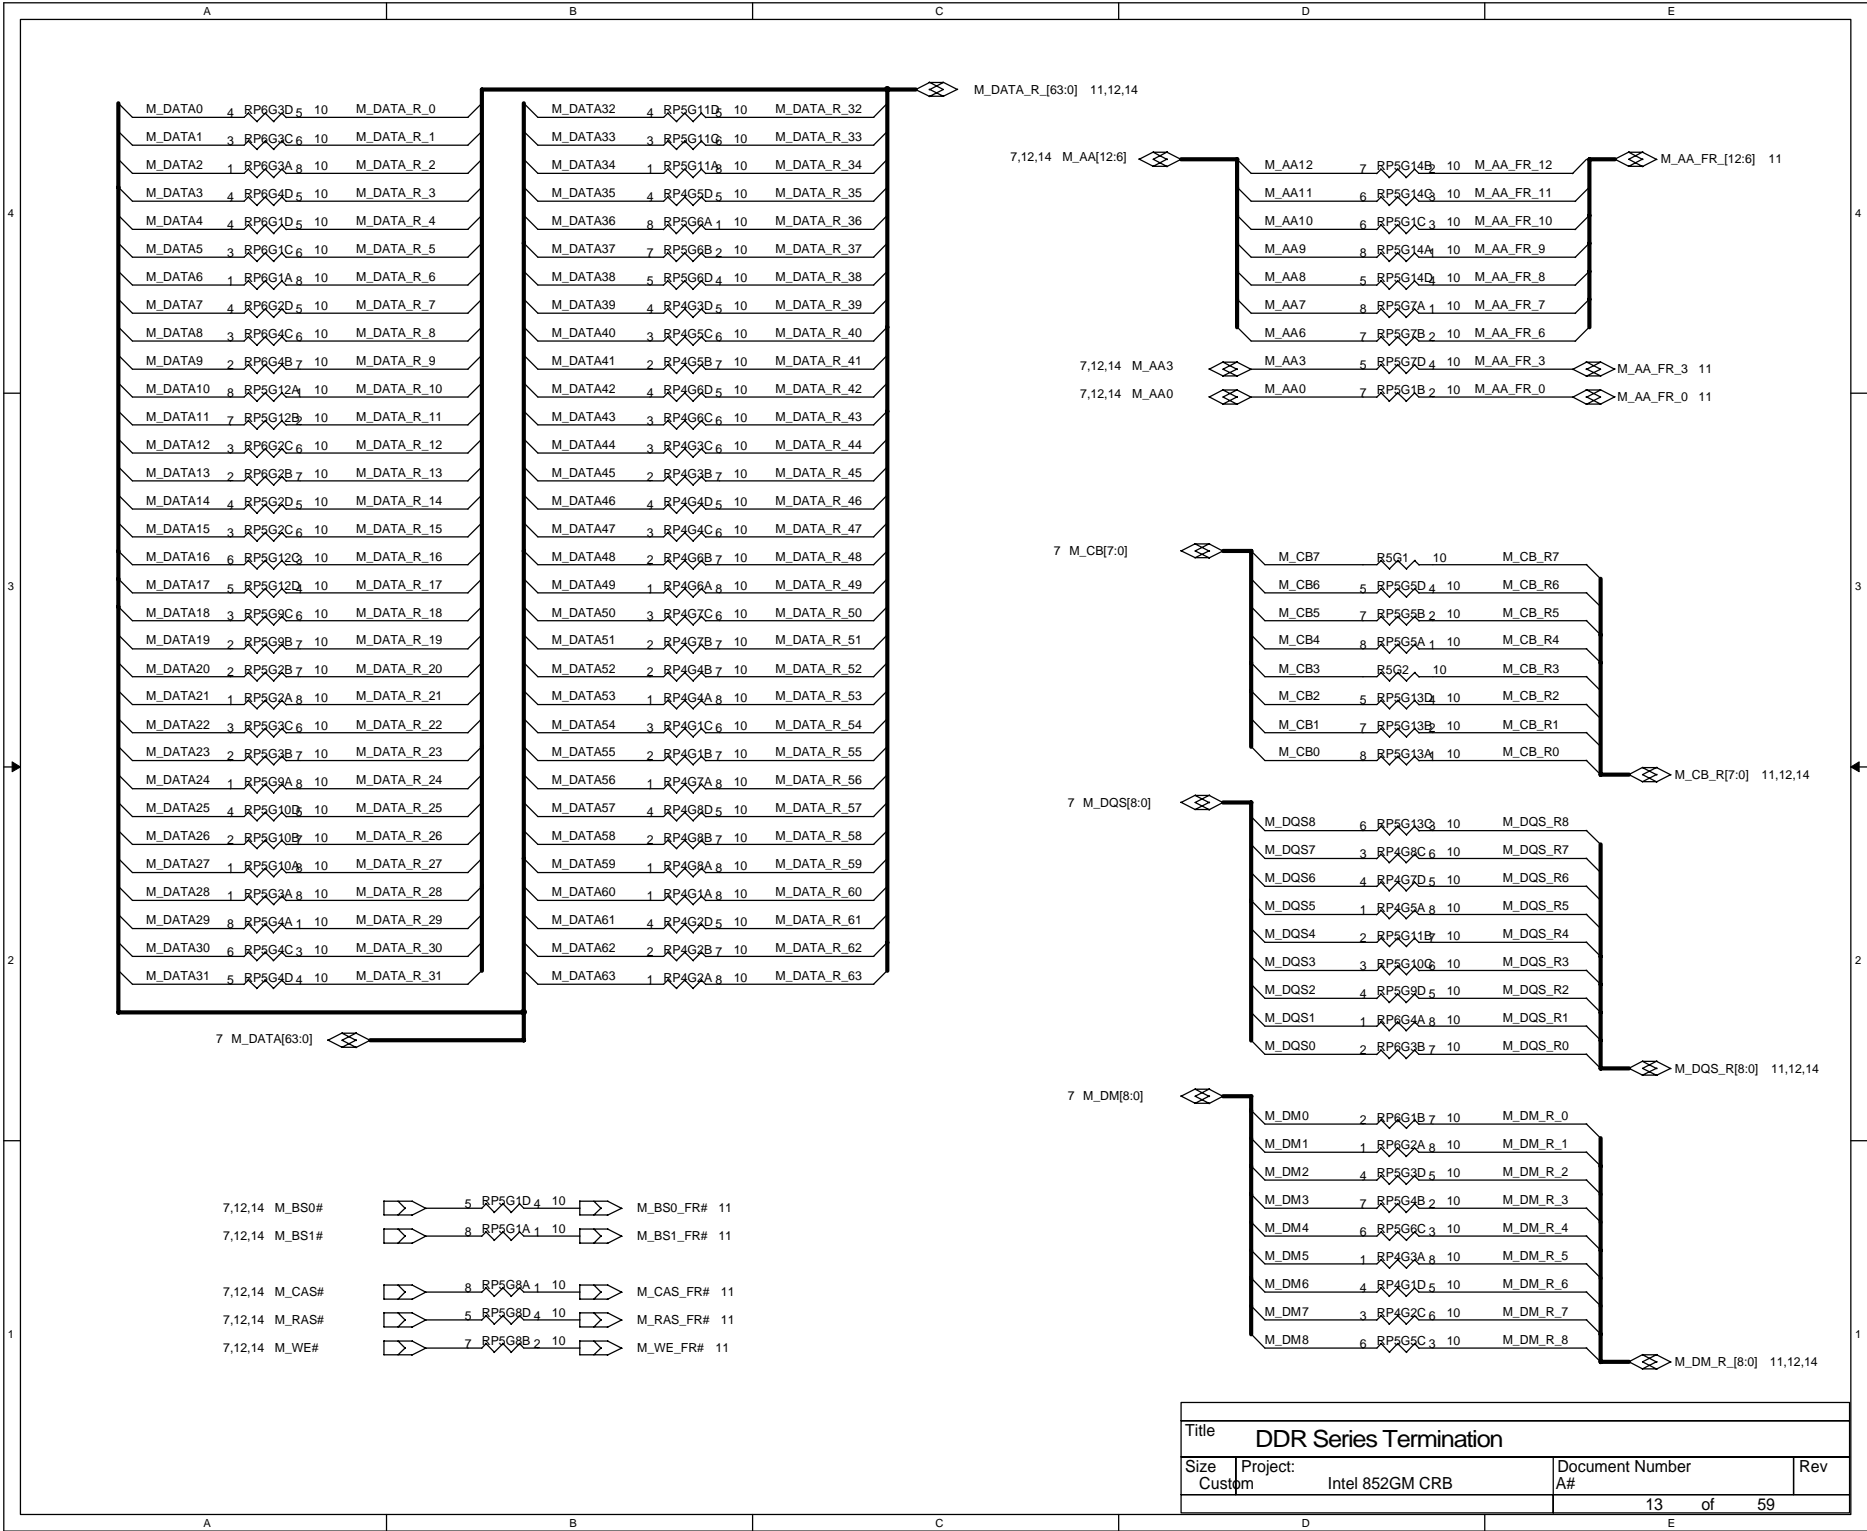 A B C D E
M_DATA_R_[63:0] 11,12,14
M_DATA0 4 RP6G3D 5 10 M_DATA_R_0
M_DATA1 3 RP6G3C 6 10 M_DATA_R_1
M_DATA2 1 RP6G3A 8 10 M_DATA_R_2
M_DATA3 4 RP6G4D 5 10 M_DATA_R_3
M_DATA4 4 RP6G1D 5 10 M_DATA_R_4
M_DATA5 3 RP6G1C 6 10 M_DATA_R_5
M_DATA6 1 RP6G1A 8 10 M_DATA_R_6
M_DATA7 4 RP6G2D 5 10 M_DATA_R_7
M_DATA8 3 RP6G4C 6 10 M_DATA_R_8
M_DATA9 2 RP6G4B 7 10 M_DATA_R_9
M_DATA10 8 RP5G12A 1 10 M_DATA_R_10
M_DATA11 7 RP5G12B 2 10 M_DATA_R_11
M_DATA12 3 RP6G2C 6 10 M_DATA_R_12
M_DATA13 2 RP6G2B 7 10 M_DATA_R_13
M_DATA14 4 RP5G2D 5 10 M_DATA_R_14
M_DATA15 3 RP5G2C 6 10 M_DATA_R_15
M_DATA16 6 RP5G12C 3 10 M_DATA_R_16
M_DATA17 5 RP5G12D 4 10 M_DATA_R_17
M_DATA18 3 RP5G9C 6 10 M_DATA_R_18
M_DATA19 2 RP5G9B 7 10 M_DATA_R_19
M_DATA20 2 RP5G2B 7 10 M_DATA_R_20
M_DATA21 1 RP5G2A 8 10 M_DATA_R_21
M_DATA22 3 RP5G3C 6 10 M_DATA_R_22
M_DATA23 2 RP5G3B 7 10 M_DATA_R_23
M_DATA24 1 RP5G9A 8 10 M_DATA_R_24
M_DATA25 4 RP5G10D 5 10 M_DATA_R_25
M_DATA26 2 RP5G10B 7 10 M_DATA_R_26
M_DATA27 1 RP5G10A 8 10 M_DATA_R_27
M_DATA28 1 RP5G3A 8 10 M_DATA_R_28
M_DATA29 8 RP5G4A 1 10 M_DATA_R_29
M_DATA30 6 RP5G4C 3 10 M_DATA_R_30
M_DATA31 5 RP5G4D 4 10 M_DATA_R_31
M_DATA32 4 RP5G11D 5 10 M_DATA_R_32
M_DATA33 3 RP5G11C 6 10 M_DATA_R_33
M_DATA34 1 RP5G11A 8 10 M_DATA_R_34
M_DATA35 4 RP4G5D 5 10 M_DATA_R_35
M_DATA36 8 RP5G6A 1 10 M_DATA_R_36
M_DATA37 7 RP5G6B 2 10 M_DATA_R_37
M_DATA38 5 RP5G6D 4 10 M_DATA_R_38
M_DATA39 4 RP4G3D 5 10 M_DATA_R_39
M_DATA40 3 RP4G5C 6 10 M_DATA_R_40
M_DATA41 2 RP4G5B 7 10 M_DATA_R_41
M_DATA42 4 RP4G6D 5 10 M_DATA_R_42
M_DATA43 3 RP4G6C 6 10 M_DATA_R_43
M_DATA44 3 RP4G3C 6 10 M_DATA_R_44
M_DATA45 2 RP4G3B 7 10 M_DATA_R_45
M_DATA46 4 RP4G4D 5 10 M_DATA_R_46
M_DATA47 3 RP4G4C 6 10 M_DATA_R_47
M_DATA48 2 RP4G6B 7 10 M_DATA_R_48
M_DATA49 1 RP4G6A 8 10 M_DATA_R_49
M_DATA50 3 RP4G7C 6 10 M_DATA_R_50
M_DATA51 2 RP4G7B 7 10 M_DATA_R_51
M_DATA52 2 RP4G4B 7 10 M_DATA_R_52
M_DATA53 1 RP4G4A 8 10 M_DATA_R_53
M_DATA54 3 RP4G1C 6 10 M_DATA_R_54
M_DATA55 2 RP4G1B 7 10 M_DATA_R_55
M_DATA56 1 RP4G7A 8 10 M_DATA_R_56
M_DATA57 4 RP4G8D 5 10 M_DATA_R_57
M_DATA58 2 RP4G8B 7 10 M_DATA_R_58
M_DATA59 1 RP4G8A 8 10 M_DATA_R_59
M_DATA60 1 RP4G1A 8 10 M_DATA_R_60
M_DATA61 4 RP4G2D 5 10 M_DATA_R_61
M_DATA62 2 RP4G2B 7 10 M_DATA_R_62
M_DATA63 1 RP4G2A 8 10 M_DATA_R_63
7 M_DATA[63:0]
7,12,14 M_AA[12:6]
M_AA12 7 RP5G14B 2 10 M_AA_FR_12
M_AA_FR_[12:6] 11
M_AA11 6 RP5G14C 3 10 M_AA_FR_11
M_AA10 6 RP5G1C 3 10 M_AA_FR_10
M_AA9 8 RP5G14A 1 10 M_AA_FR_9
M_AA8 5 RP5G14D 4 10 M_AA_FR_8
M_AA7 8 RP5G7A 1 10 M_AA_FR_7
M_AA6 7 RP5G7B 2 10 M_AA_FR_6
7,12,14 M_AA3 M_AA3 5 RP5G7D 4 10 M_AA_FR_3 M_AA_FR_3 11
7,12,14 M_AA0 M_AA0 7 RP5G1B 2 10 M_AA_FR_0 M_AA_FR_0 11
7 M_CB[7:0]
M_CB7 R5G1 10 M_CB_R7
M_CB6 5 RP5G5D 4 10 M_CB_R6
M_CB5 7 RP5G5B 2 10 M_CB_R5
M_CB4 8 RP5G5A 1 10 M_CB_R4
M_CB3 R5G2 10 M_CB_R3
M_CB2 5 RP5G13D 4 10 M_CB_R2
M_CB1 7 RP5G13B 2 10 M_CB_R1
M_CB0 8 RP5G13A 1 10 M_CB_R0
M_CB_R[7:0] 11,12,14
7 M_DQS[8:0]
M_DQS8 6 RP5G13C 3 10 M_DQS_R8
M_DQS7 3 RP4G8C 6 10 M_DQS_R7
M_DQS6 4 RP4G7D 5 10 M_DQS_R6
M_DQS5 1 RP4G5A 8 10 M_DQS_R5
M_DQS4 2 RP5G11B 7 10 M_DQS_R4
M_DQS3 3 RP5G10C 6 10 M_DQS_R3
M_DQS2 4 RP5G9D 5 10 M_DQS_R2
M_DQS1 1 RP6G4A 8 10 M_DQS_R1
M_DQS0 2 RP6G3B 7 10 M_DQS_R0
M_DQS_R[8:0] 11,12,14
7 M_DM[8:0]
M_DM0 2 RP6G1B 7 10 M_DM_R_0
M_DM1 1 RP6G2A 8 10 M_DM_R_1
M_DM2 4 RP5G3D 5 10 M_DM_R_2
M_DM3 7 RP5G4B 2 10 M_DM_R_3
M_DM4 6 RP5G6C 3 10 M_DM_R_4
M_DM5 1 RP4G3A 8 10 M_DM_R_5
M_DM6 4 RP4G1D 5 10 M_DM_R_6
M_DM7 3 RP4G2C 6 10 M_DM_R_7
M_DM8 6 RP5G5C 3 10 M_DM_R_8
M_DM_R_[8:0] 11,12,14
7,12,14 M_BS0# 5 RP5G1D 4 10 M_BS0_FR# 11
7,12,14 M_BS1# 8 RP5G1A 1 10 M_BS1_FR# 11
7,12,14 M_CAS# 8 RP5G8A 1 10 M_CAS_FR# 11
7,12,14 M_RAS# 5 RP5G8D 4 10 M_RAS_FR# 11
7,12,14 M_WE# 7 RP5G8B 2 10 M_WE_FR# 11
4 4
3 3
2 2
1 1
Title DDR Series Termination
Size Project: Document Number Rev
Custom Intel 852GM CRB A#
13 of 59
A B C D E